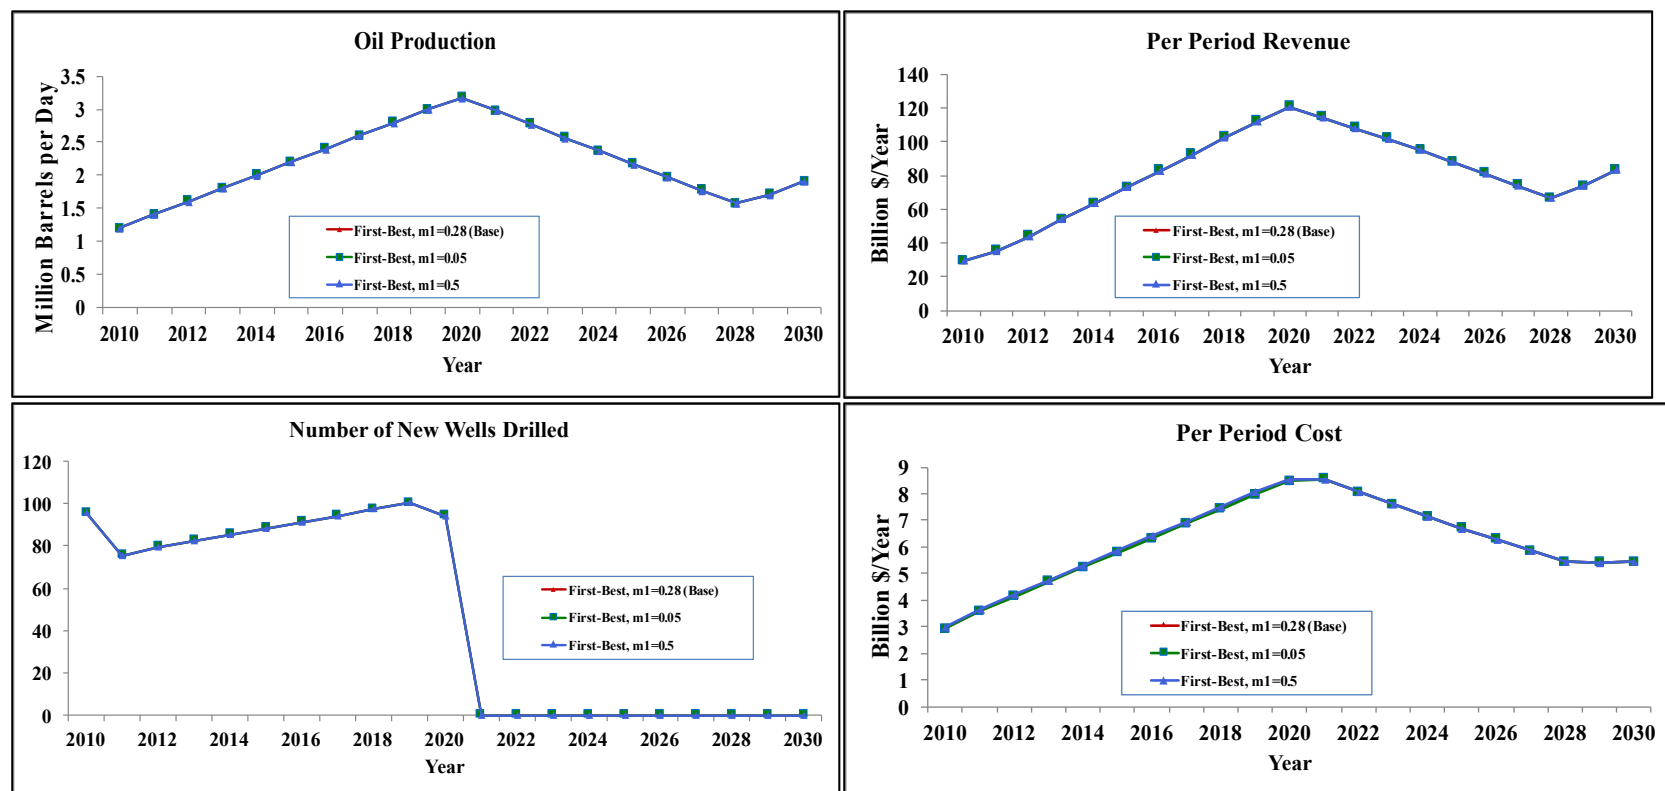 Oil Production
Million Barrels per Day
3.5
3
2.5
2
1.5
1
0.5
0
First-Best, m1=0.28 (Base)
First-Best, m1=0.05
First-Best, m1=0.5
2010 2012 2014 2016 2018 2020 2022 2024 2026 2028 2030
Year
Per Period Revenue
Billion $/Year
140
120
100
80
60
40
20
0
First-Best, m1=0.28 (Base)
First-Best, m1=0.05
First-Best, m1=0.5
2010 2012 2014 2016 2018 2020 2022 2024 2026 2028 2030
Year
Number of New Wells Drilled
120
100
80
60
40
20
0
First-Best, m1=0.28 (Base)
First-Best, m1=0.05
First-Best, m1=0.5
2010 2012 2014 2016 2018 2020 2022 2024 2026 2028 2030
Year
Per Period Cost
Billion $/Year
9
8
7
6
5
4
3
2
1
0
First-Best, m1=0.28 (Base)
First-Best, m1=0.05
First-Best, m1=0.5
2010 2012 2014 2016 2018 2020 2022 2024 2026 2028 2030
Year